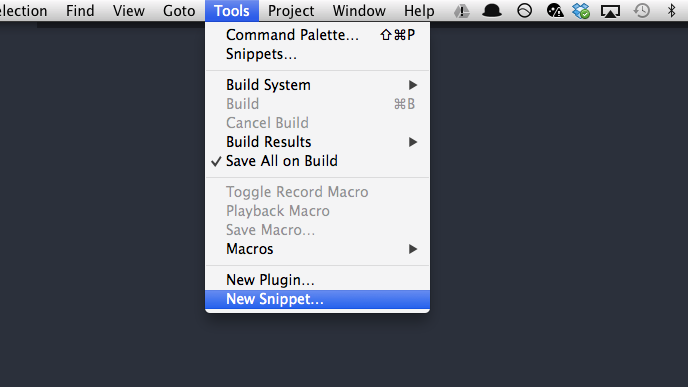 election Find View Goto Tools Project Window Help
Command Palette... ⇧⌘P
Snippets...
Build System ▶
Build ⌘B
Cancel Build
Build Results ▶
✓ Save All on Build
Toggle Record Macro
Playback Macro
Save Macro...
Macros ▶
New Plugin...
New Snippet...